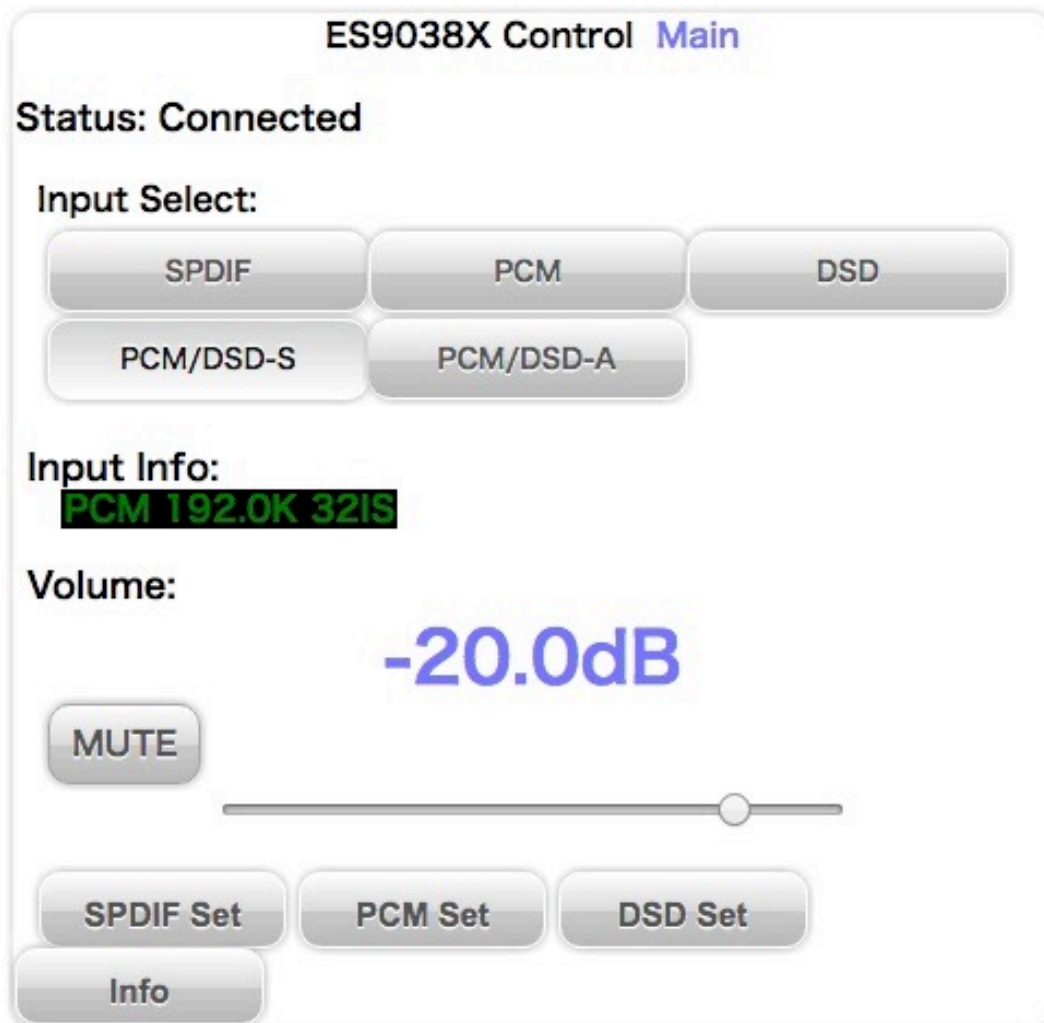 ES9038X Control Main
Status: Connected
Input Select:
SPDIF PCM DSD
PCM/DSD-S PCM/DSD-A
Input Info:
PCM 192.0K 32IS
Volume:
-20.0dB
MUTE
SPDIF Set PCM Set DSD Set
Info